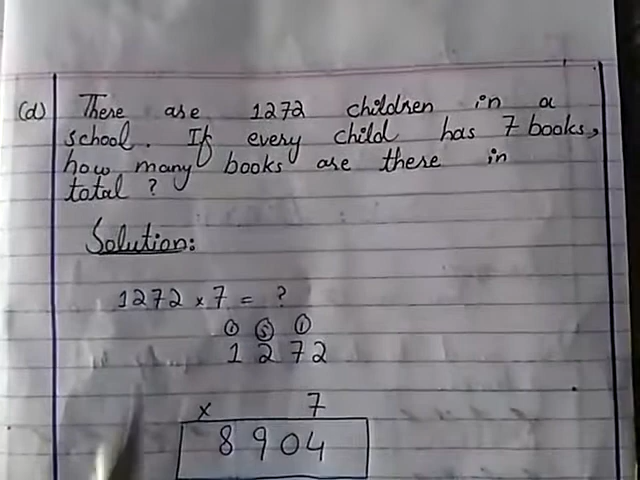 (d) There are 1272 children in a
school. If every child has 7 books,
how many books are there in
total ?
Solution:
1272 x 7 = ?
1 5 1
1 2 7 2
x 7
8 9 0 4